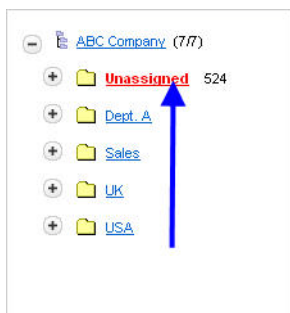 ABC Company (7/7)
Unassigned 524
Dept. A
Sales
UK
USA